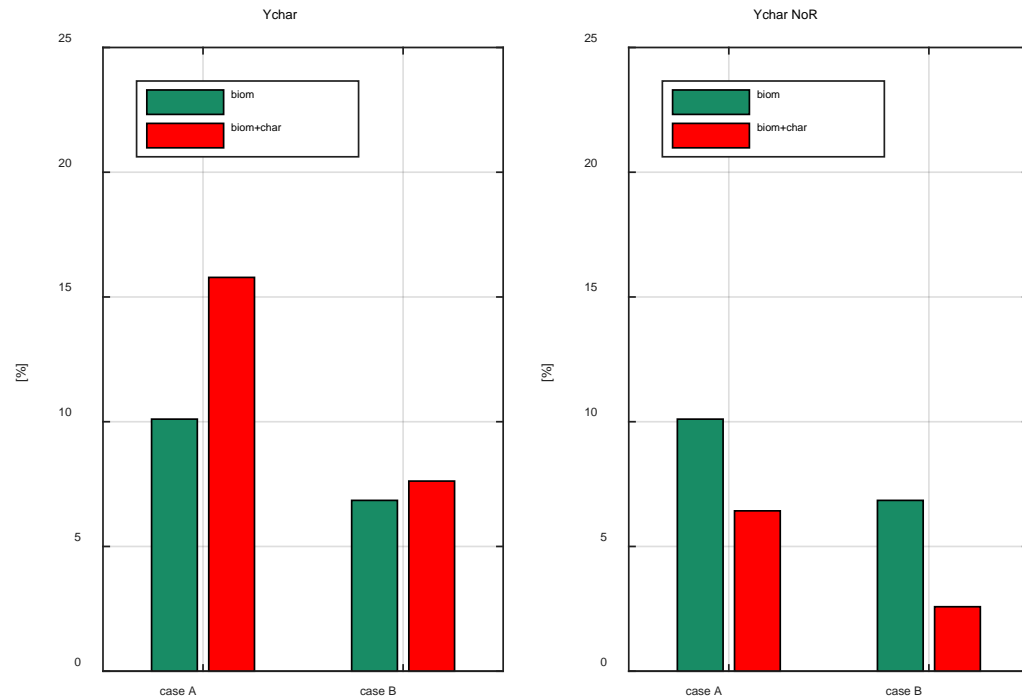 Ychar
25
20
15
10
5
0
[%]
biom
biom+char
case A
case B
Ychar NoR
25
20
15
10
5
0
[%]
biom
biom+char
case A
case B